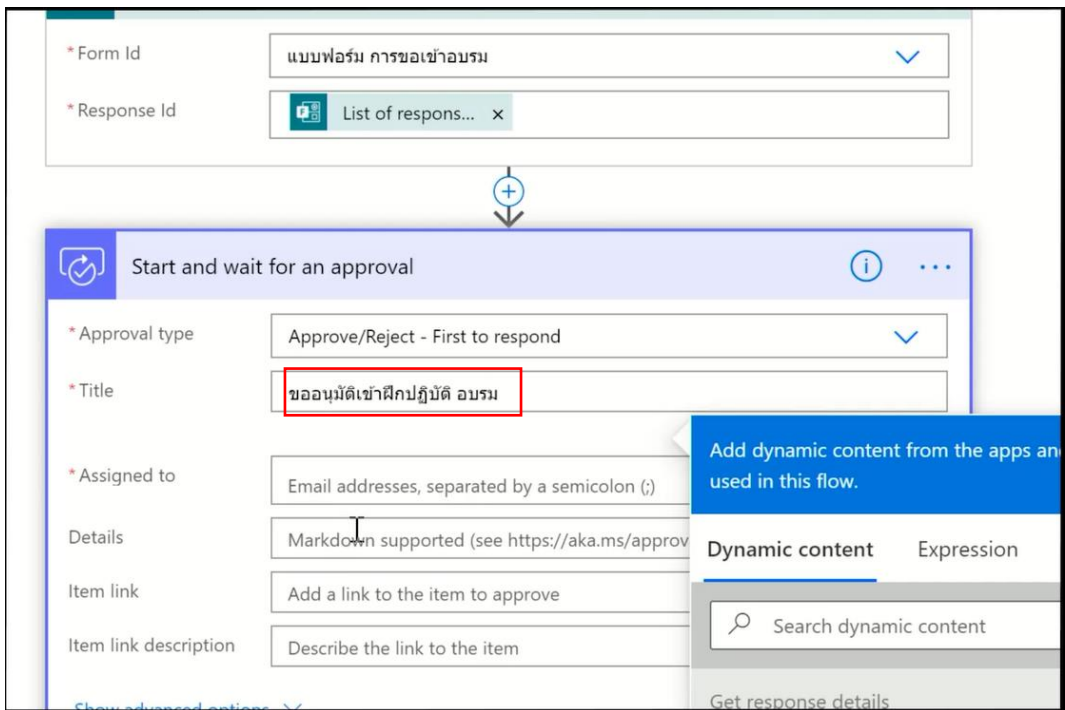 * Form Id
แบบฟอร์ม การขอเข้าอบรม
* Response Id
List of respons... ×
Start and wait for an approval
* Approval type
Approve/Reject - First to respond
* Title
ขออนุมัติเข้าฝึกปฏิบัติ อบรม
Add dynamic content from the apps an
used in this flow.
* Assigned to
Email addresses, separated by a semicolon (;)
Details
Markdown supported (see https://aka.ms/approv
Dynamic content
Expression
Item link
Add a link to the item to approve
Search dynamic content
Item link description
Describe the link to the item
Show advanced options
Get response details